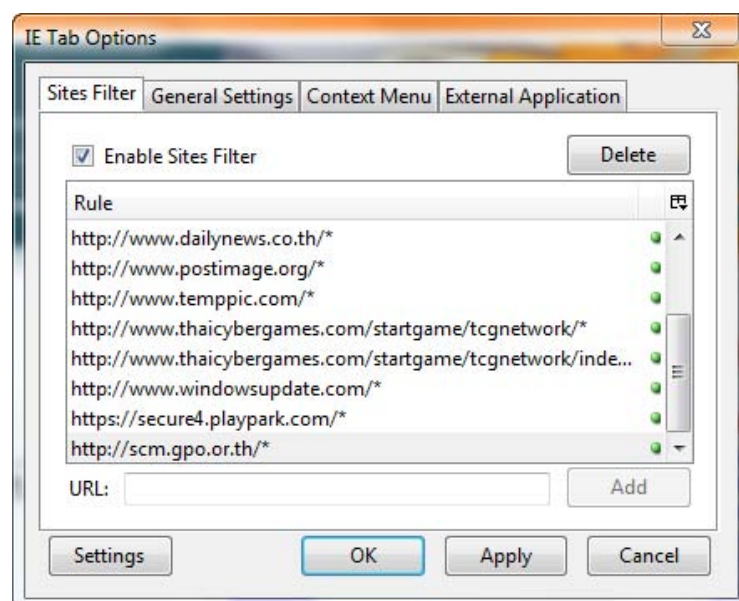 IE Tab Options
Sites Filter General Settings Context Menu External Application
Enable Sites Filter Delete
Rule
http://www.dailynews.co.th/*
http://www.postimage.org/*
http://www.temppic.com/*
http://www.thaicybergames.com/startgame/tcgnetwork/*
http://www.thaicybergames.com/startgame/tcgnetwork/inde...
http://www.windowsupdate.com/*
https://secure4.playpark.com/*
http://scm.gpo.or.th/*
URL: Add
Settings OK Apply Cancel